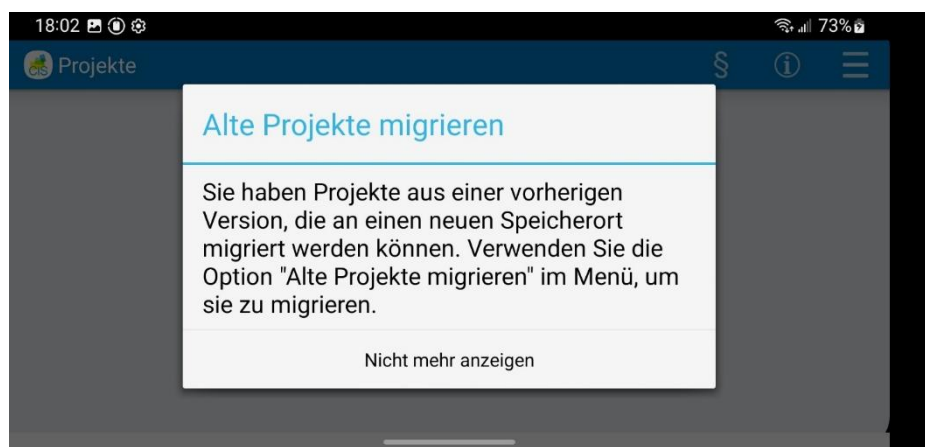 18:02 73%
CIS Projekte § i
Alte Projekte migrieren
Sie haben Projekte aus einer vorherigen
Version, die an einen neuen Speicherort
migriert werden können. Verwenden Sie die
Option "Alte Projekte migrieren" im Menü, um
sie zu migrieren.
Nicht mehr anzeigen